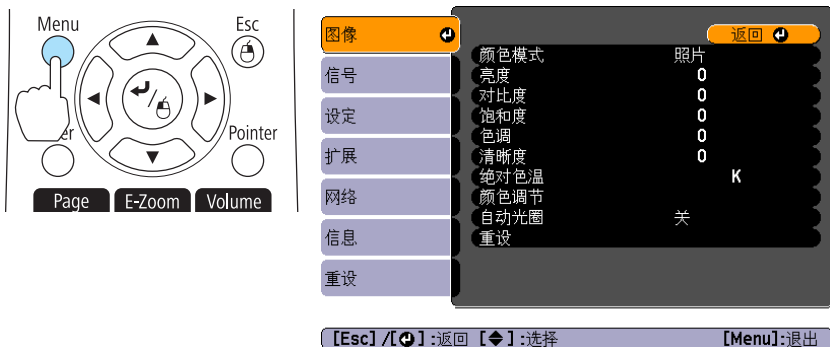 Menu
Esc
er
Pointer
Page
E-Zoom
Volume
图像
信号
设定
扩展
网络
信息
重设
返回
颜色模式 照片
亮度 0
对比度 0
饱和度 0
色调 0
清晰度 0
绝对色温 K
颜色调节
自动光圈 关
重设
[Esc] /[ ] :返回 [ ] :选择 [Menu]:退出